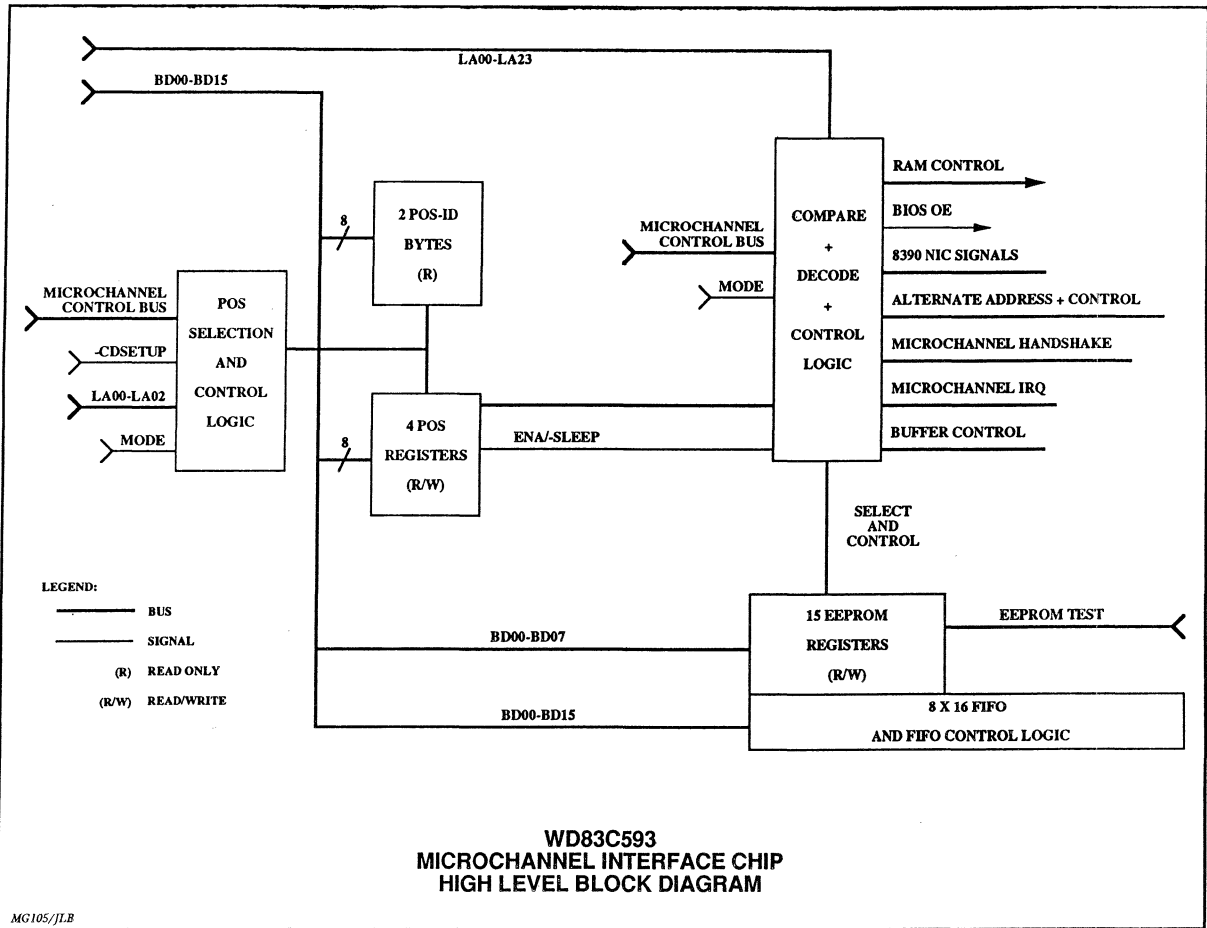 LA00-LA23
BD00-BD15
2 POS-ID
BYTES
(R)
8
MICROCHANNEL
CONTROL BUS
-CDSETUP
LA00-LA02
MODE
POS
SELECTION
AND
CONTROL
LOGIC
4 POS
REGISTERS
(R/W)
8
ENA/-SLEEP
MICROCHANNEL
CONTROL BUS
MODE
COMPARE
+
DECODE
+
CONTROL
LOGIC
RAM CONTROL
BIOS OE
8390 NIC SIGNALS
ALTERNATE ADDRESS + CONTROL
MICROCHANNEL HANDSHAKE
MICROCHANNEL IRQ
BUFFER CONTROL
SELECT
AND
CONTROL
LEGEND:
BUS
SIGNAL
(R) READ ONLY
(R/W) READ/WRITE
BD00-BD07
BD00-BD15
15 EEPROM
REGISTERS
(R/W)
EEPROM TEST
8 X 16 FIFO
AND FIFO CONTROL LOGIC
WD83C593
MICROCHANNEL INTERFACE CHIP
HIGH LEVEL BLOCK DIAGRAM
MG105/JLB